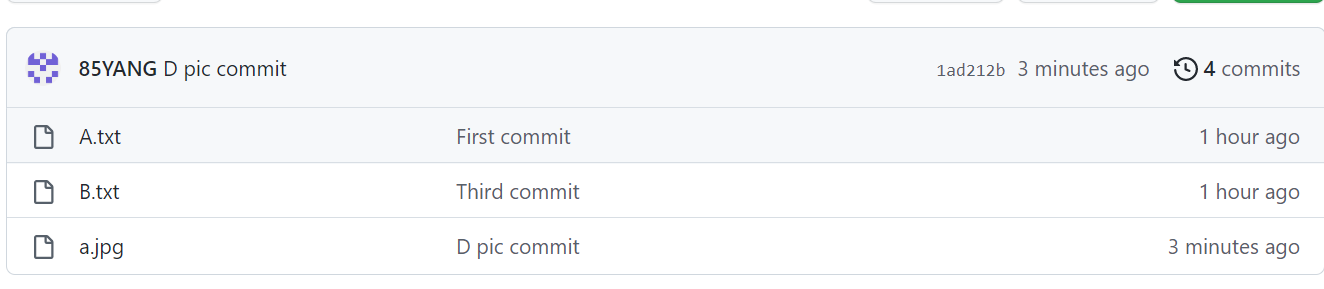 85YANG D pic commit 1ad212b 3 minutes ago 4 commits
A.txt First commit 1 hour ago
B.txt Third commit 1 hour ago
a.jpg D pic commit 3 minutes ago